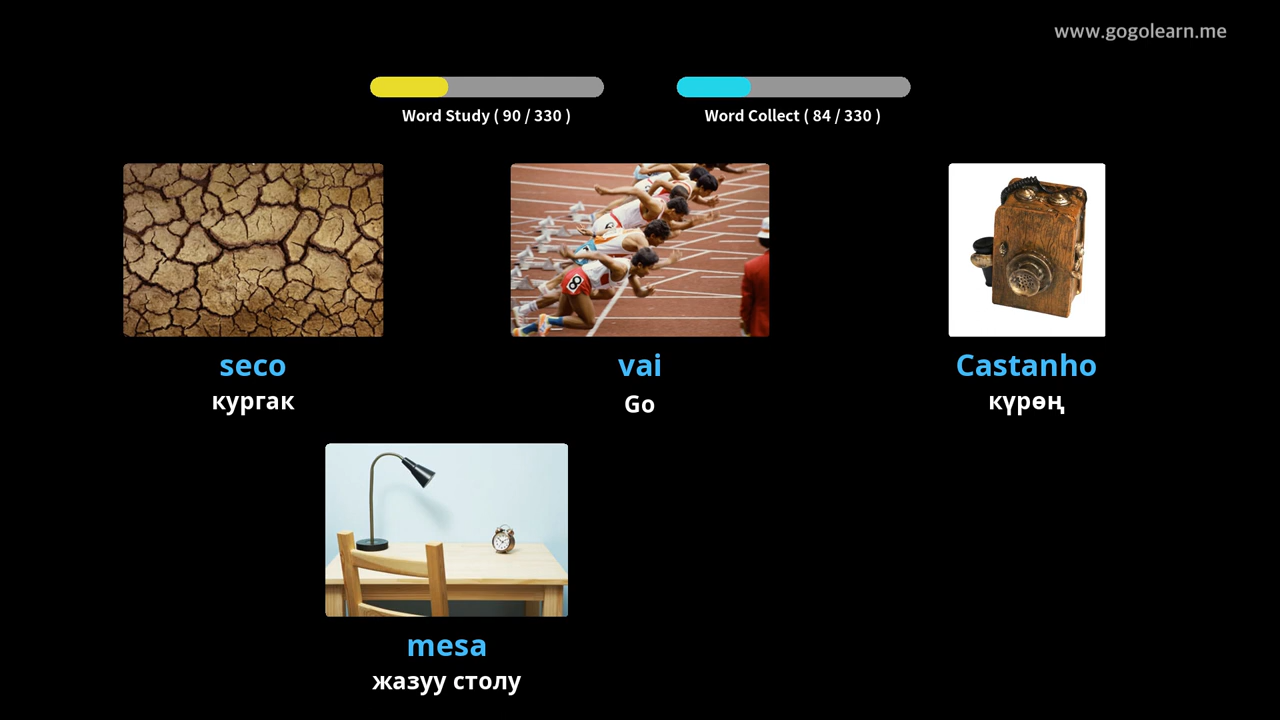 www.gogolearn.me
Word Study ( 90 / 330 )
Word Collect ( 84 / 330 )
seco
кургак
vai
Go
Castanho
күрөң
mesa
жазуу столу